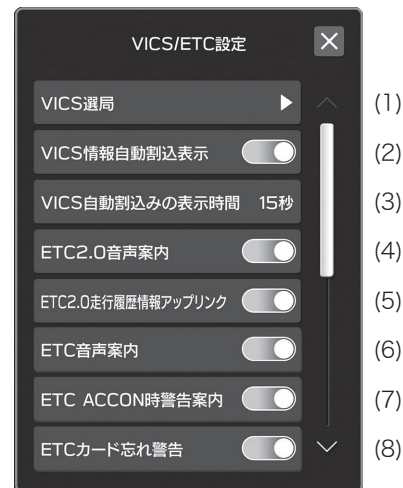 VICS/ETC設定
VICS選局 (1)
VICS情報自動割込表示 (2)
VICS自動割込みの表示時間 15秒 (3)
ETC2.0音声案内 (4)
ETC2.0走行履歴情報アップリンク (5)
ETC音声案内 (6)
ETC ACCON時警告案内 (7)
ETCカード忘れ警告 (8)